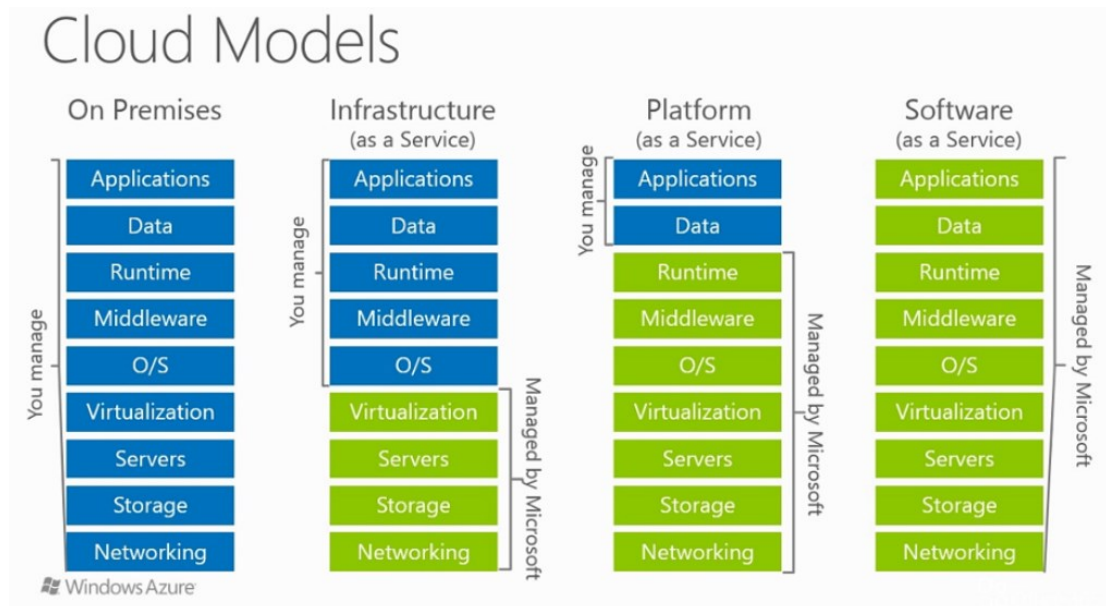 Cloud Models
On Premises
You manage
Applications
Data
Runtime
Middleware
O/S
Virtualization
Servers
Storage
Networking
Infrastructure
(as a Service)
You manage
Applications
Data
Runtime
Middleware
O/S
Virtualization
Servers
Storage
Networking
Managed by Microsoft
Platform
(as a Service)
You manage
Applications
Data
Runtime
Middleware
O/S
Virtualization
Servers
Storage
Networking
Managed by Microsoft
Software
(as a Service)
Applications
Data
Runtime
Middleware
O/S
Virtualization
Servers
Storage
Networking
Managed by Microsoft
Windows Azure